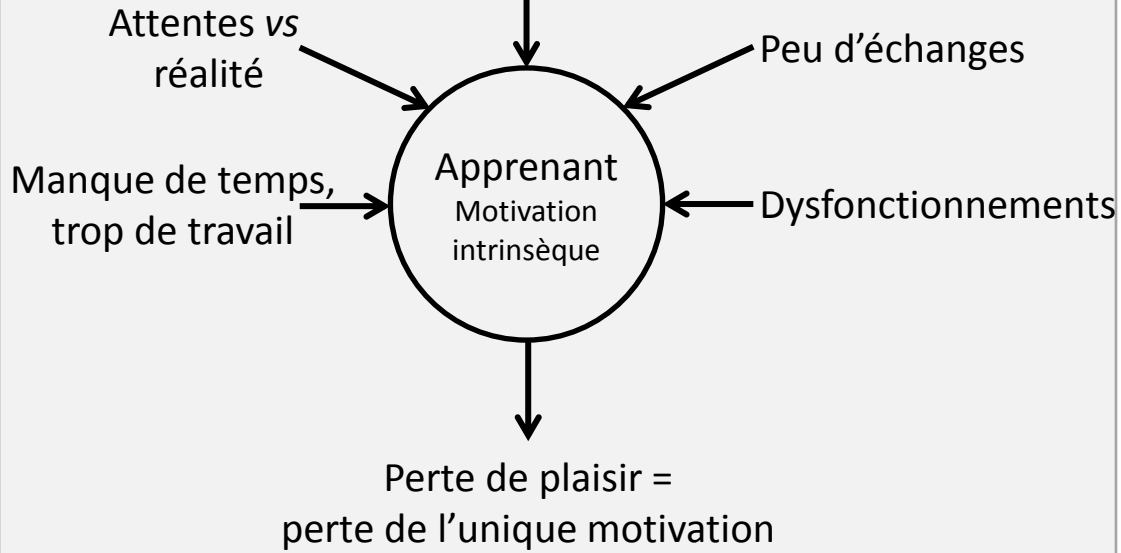 Attentes vs
réalité
Peu d’échanges
Manque de temps,
trop de travail
Apprenant
Motivation
intrinsèque
Dysfonctionnements
Perte de plaisir =
perte de l’unique motivation